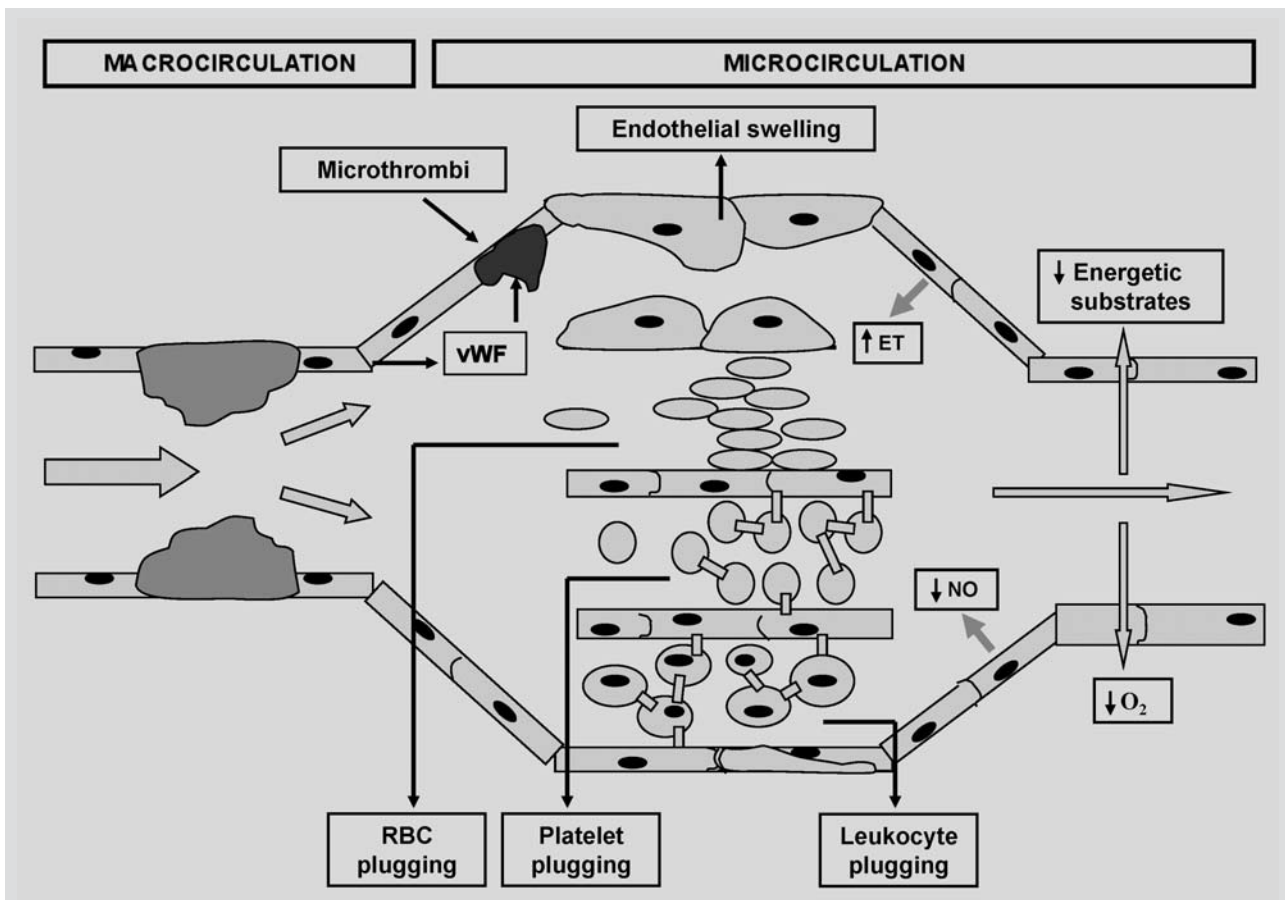 MACROCIRCULATION
MICROCIRCULATION
Endothelial swelling
Microthrombi
↓ Energetic
substrates
vWF
↑ ET
↓ NO
↓ O₂
RBC
plugging
Platelet
plugging
Leukocyte
plugging